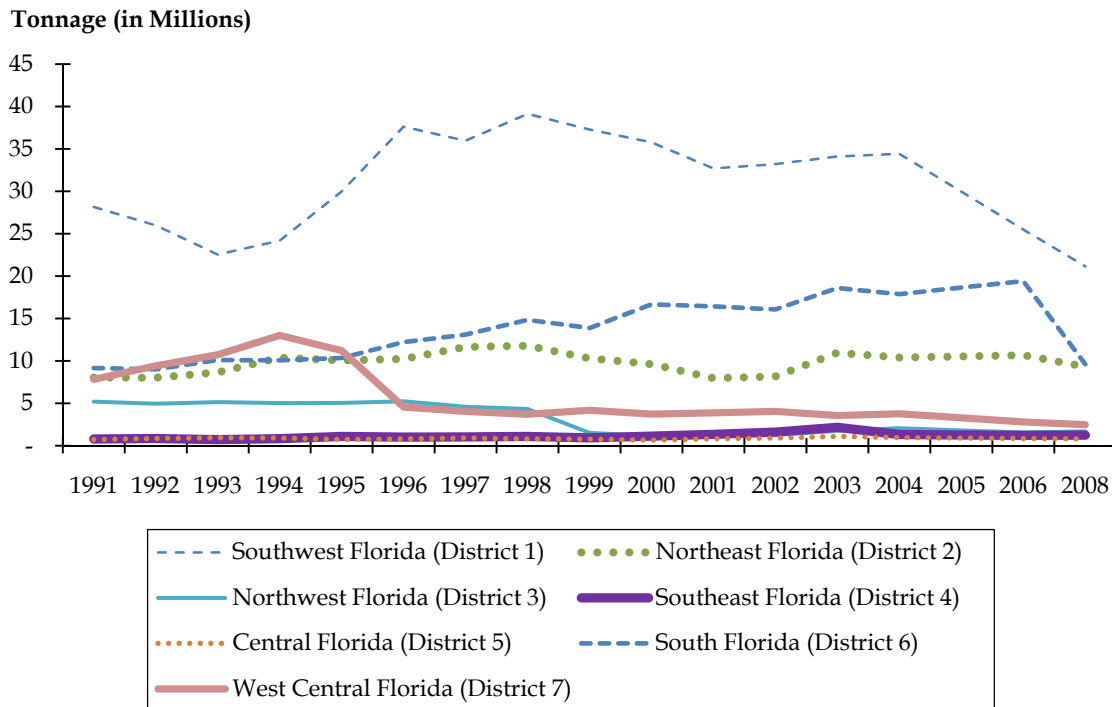 Tonnage (in Millions)
45
40
35
30
25
20
15
10
5
-
1991 1992 1993 1994 1995 1996 1997 1998 1999 2000 2001 2002 2003 2004 2005 2006 2008
Southwest Florida (District 1) Northeast Florida (District 2)
Northwest Florida (District 3) Southeast Florida (District 4)
Central Florida (District 5) South Florida (District 6)
West Central Florida (District 7)